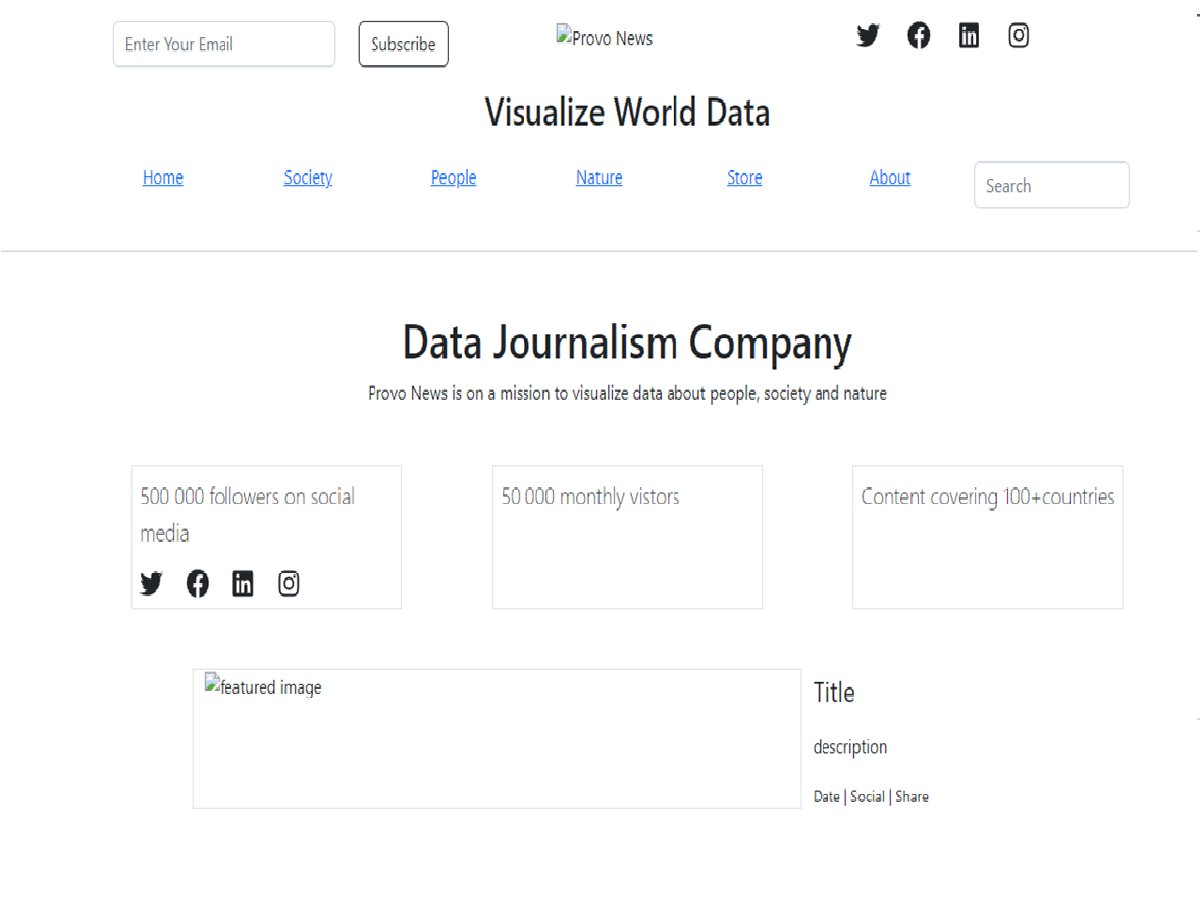 Enter Your Email Subscribe Provo News
Visualize World Data
Home Society People Nature Store About Search
Data Journalism Company
Provo News is on a mission to visualize data about people, society and nature
500 000 followers on social
media
50 000 monthly vistors
Content covering 100+countries
featured image
Title
description
Date | Social | Share